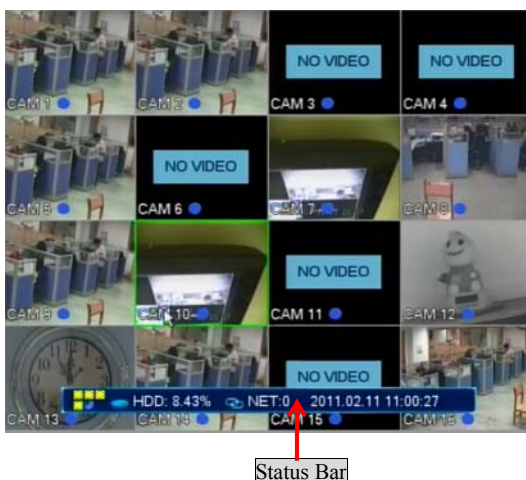 CAM 1
CAM 2
NO VIDEO
CAM 3
NO VIDEO
CAM 4
CAM 5
NO VIDEO
CAM 6
CAM 7
CAM 8
CAM 9
CAM 10
NO VIDEO
CAM 11
CAM 12
CAM 13
CAM 14
NO VIDEO
CAM 15
CAM 16
HDD: 8.43% NET:0 2011.02.11 11:00:27
Status Bar